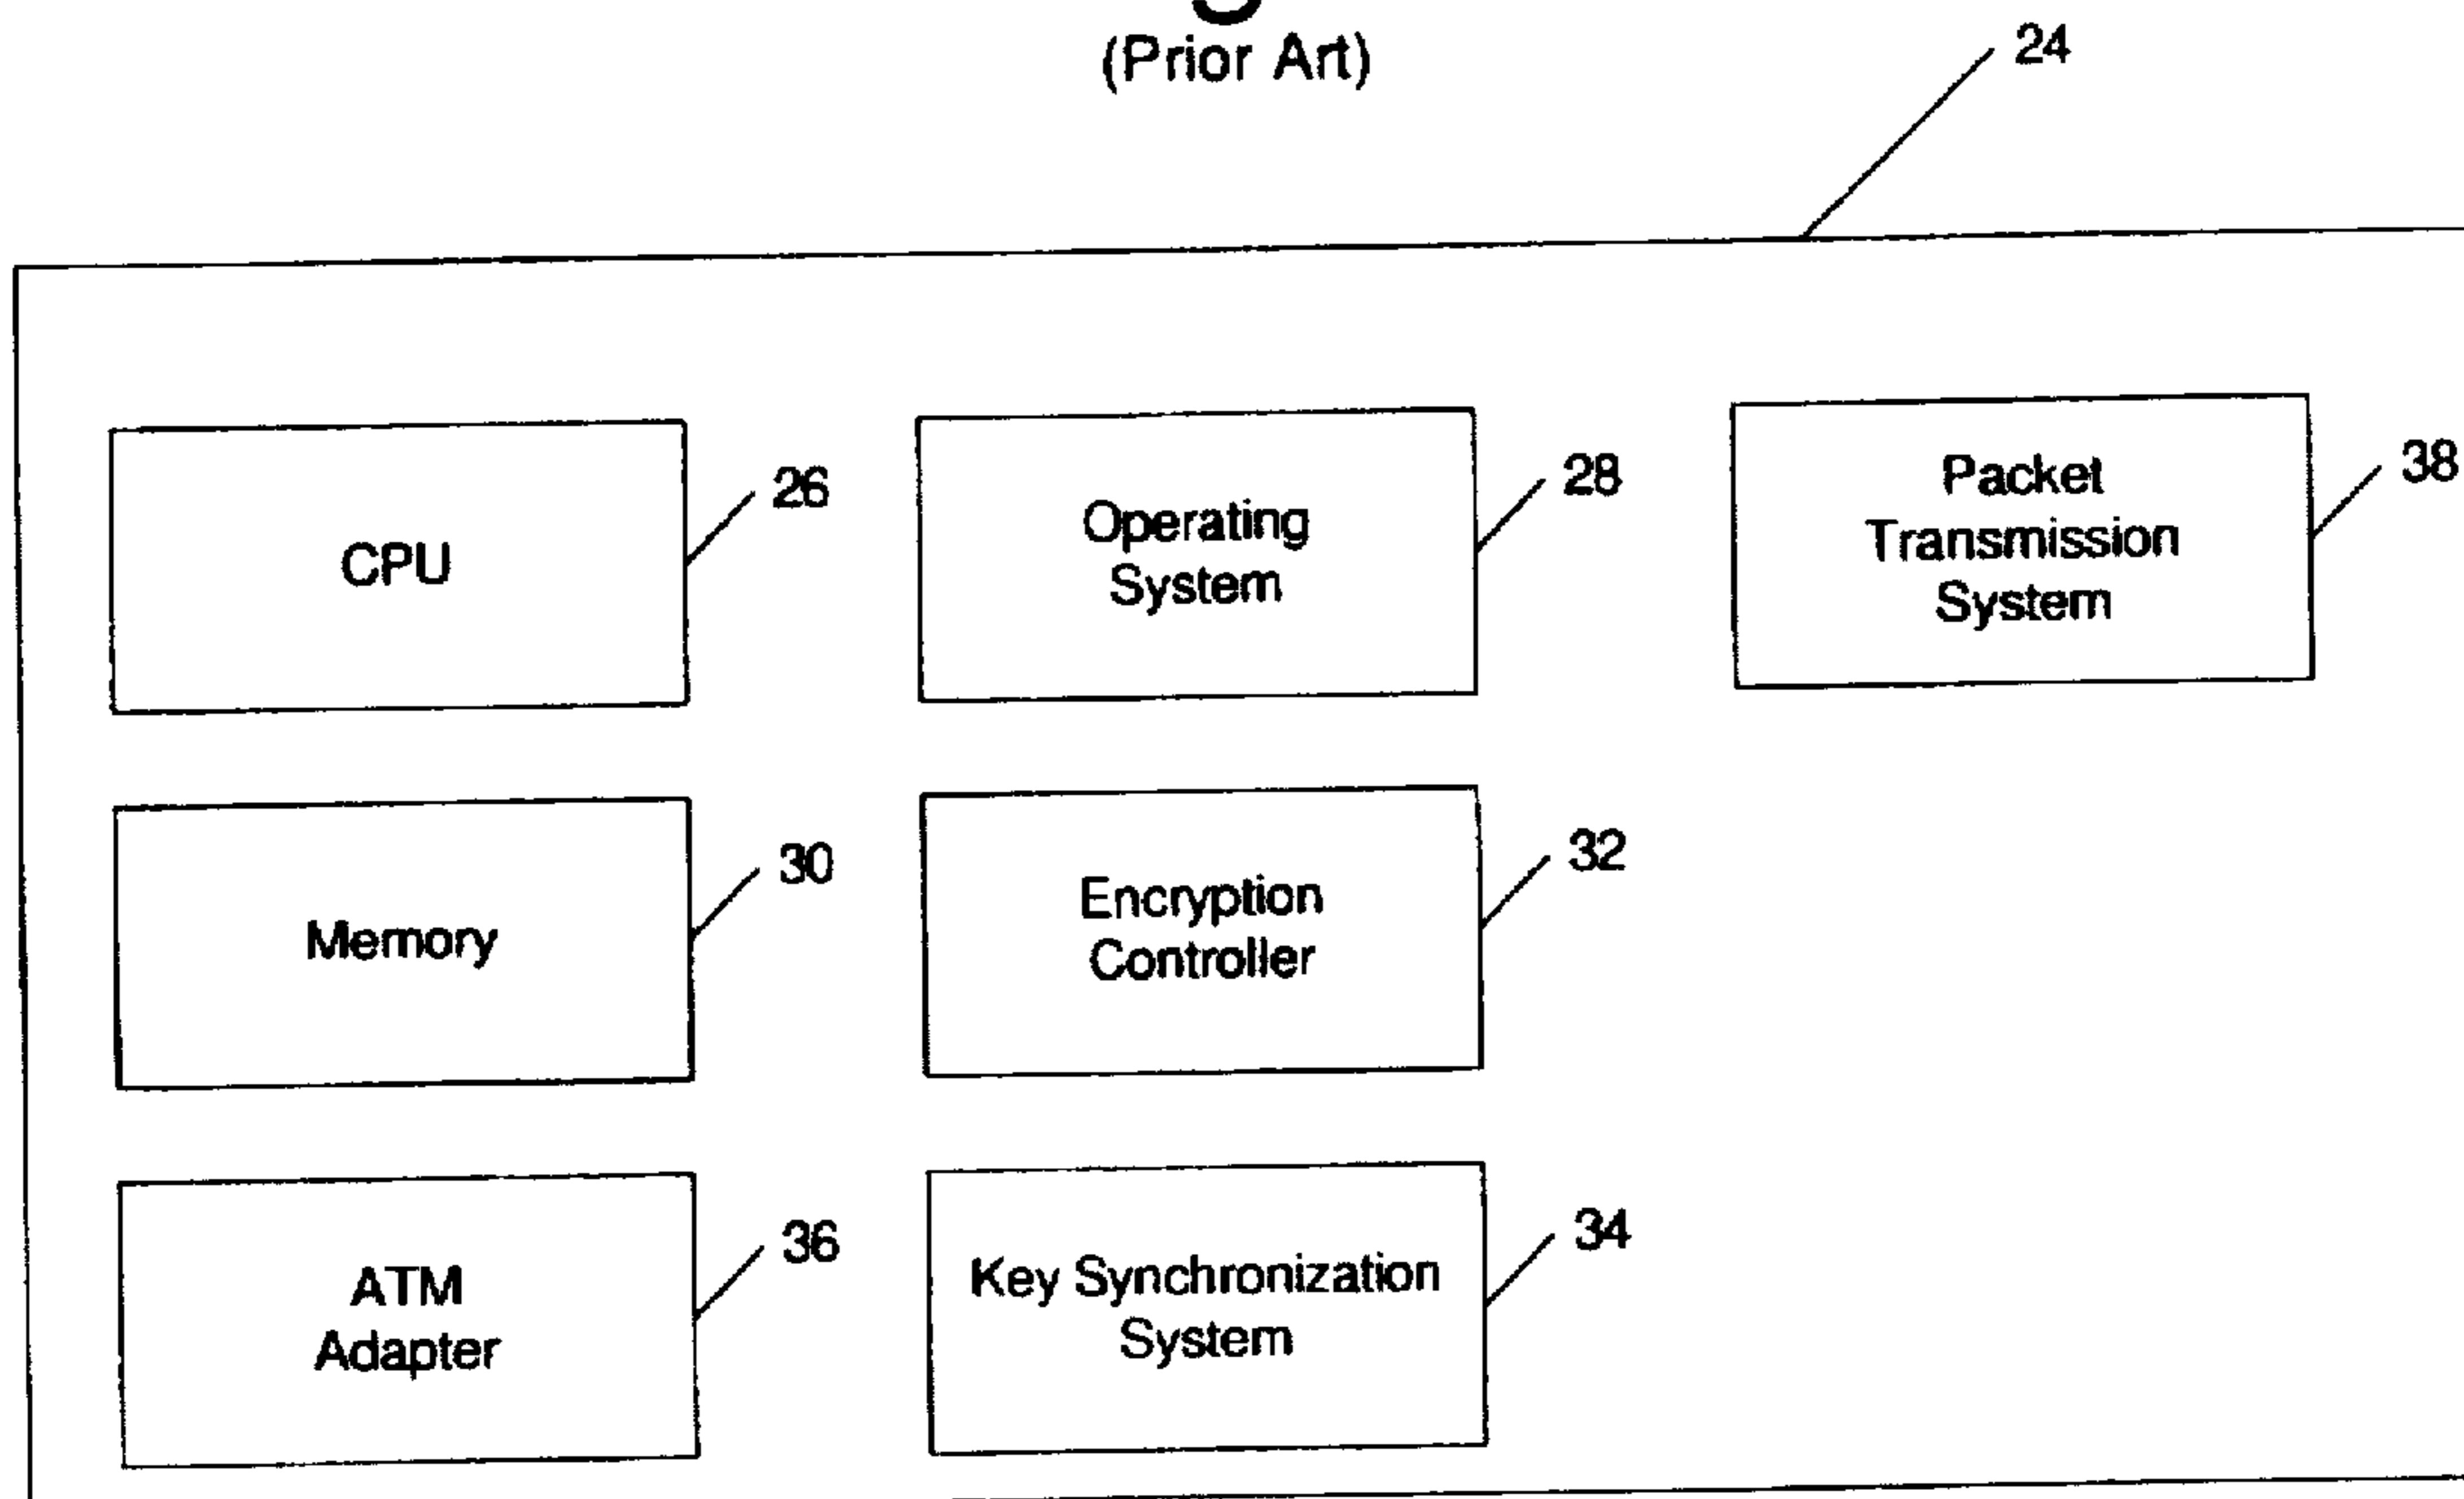 (Prior Art)
24
CPU
26
Operating
System
28
Packet
Transmission
System
38
Memory
30
Encryption
Controller
32
ATM
Adapter
36
Key Synchronization
System
34